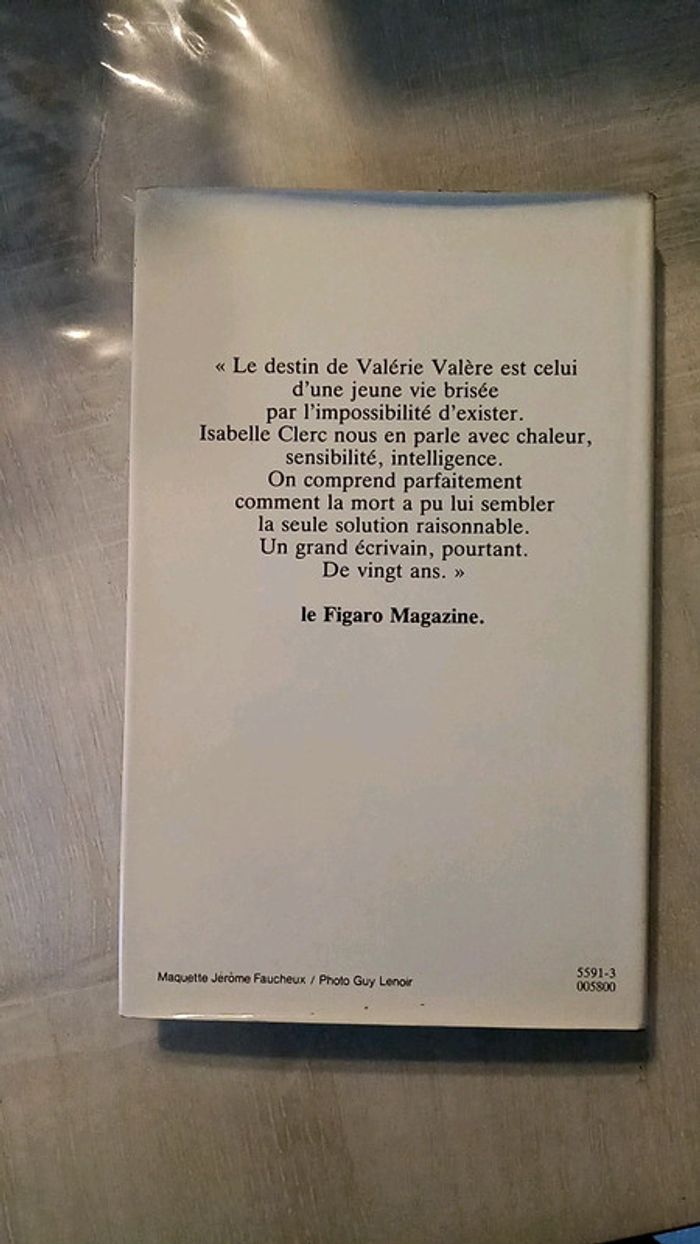 « Le destin de Valérie Valère est celui
d'une jeune vie brisée
par l'impossibilité d'exister.
Isabelle Clerc nous en parle avec chaleur,
sensibilité, intelligence.
On comprend parfaitement
comment la mort a pu lui sembler
la seule solution raisonnable.
Un grand écrivain, pourtant.
De vingt ans. »
le Figaro Magazine.
Maquette Jérôme Faucheux / Photo Guy Lenoir
5591-3
005800